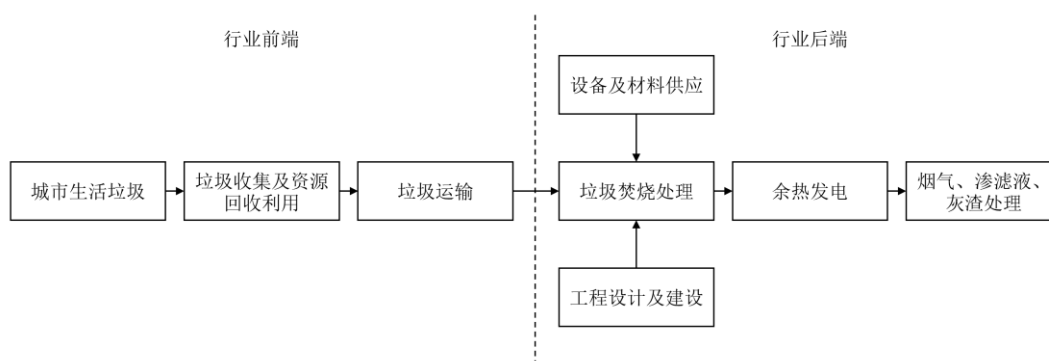 行业前端
行业后端
设备及材料供应
城市生活垃圾
垃圾收集及资源
回收利用
垃圾运输
垃圾焚烧处理
余热发电
烟气、渗滤液、
灰渣处理
工程设计及建设